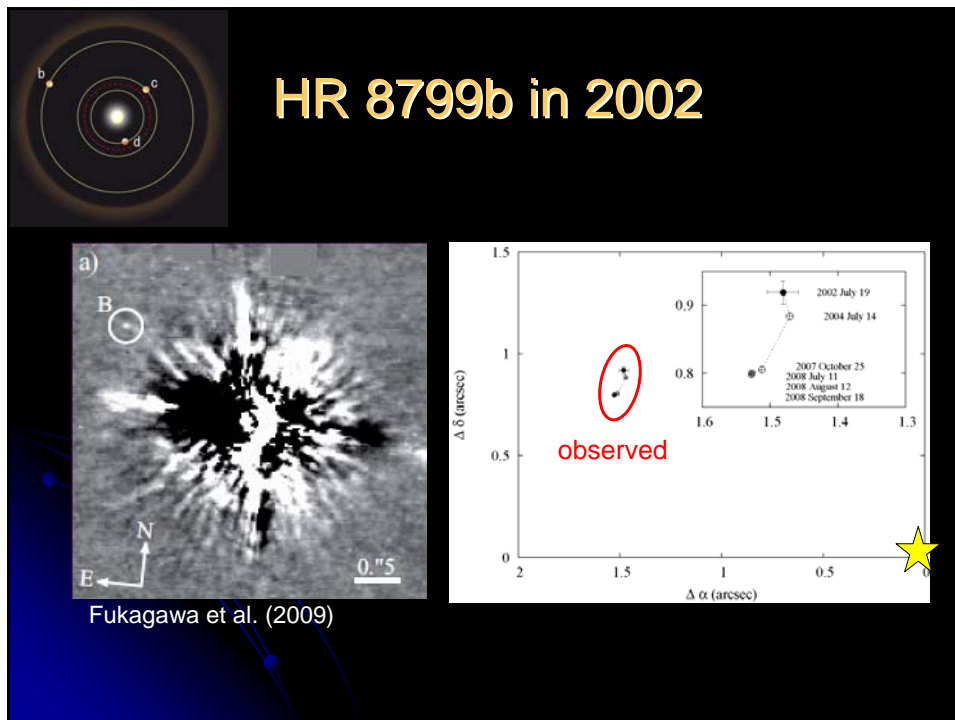 b
c
d
HR 8799b in 2002
a)
B
N
E
0."5
Fukagawa et al. (2009)
1.5
1
0.5
0
2
1.5
1
0.5
0
Δ δ (arcsec)
Δ α (arcsec)
observed
0.9
0.8
1.6
1.5
1.4
1.3
2002 July 19
2004 July 14
2007 October 25
2008 July 11
2008 August 12
2008 September 18